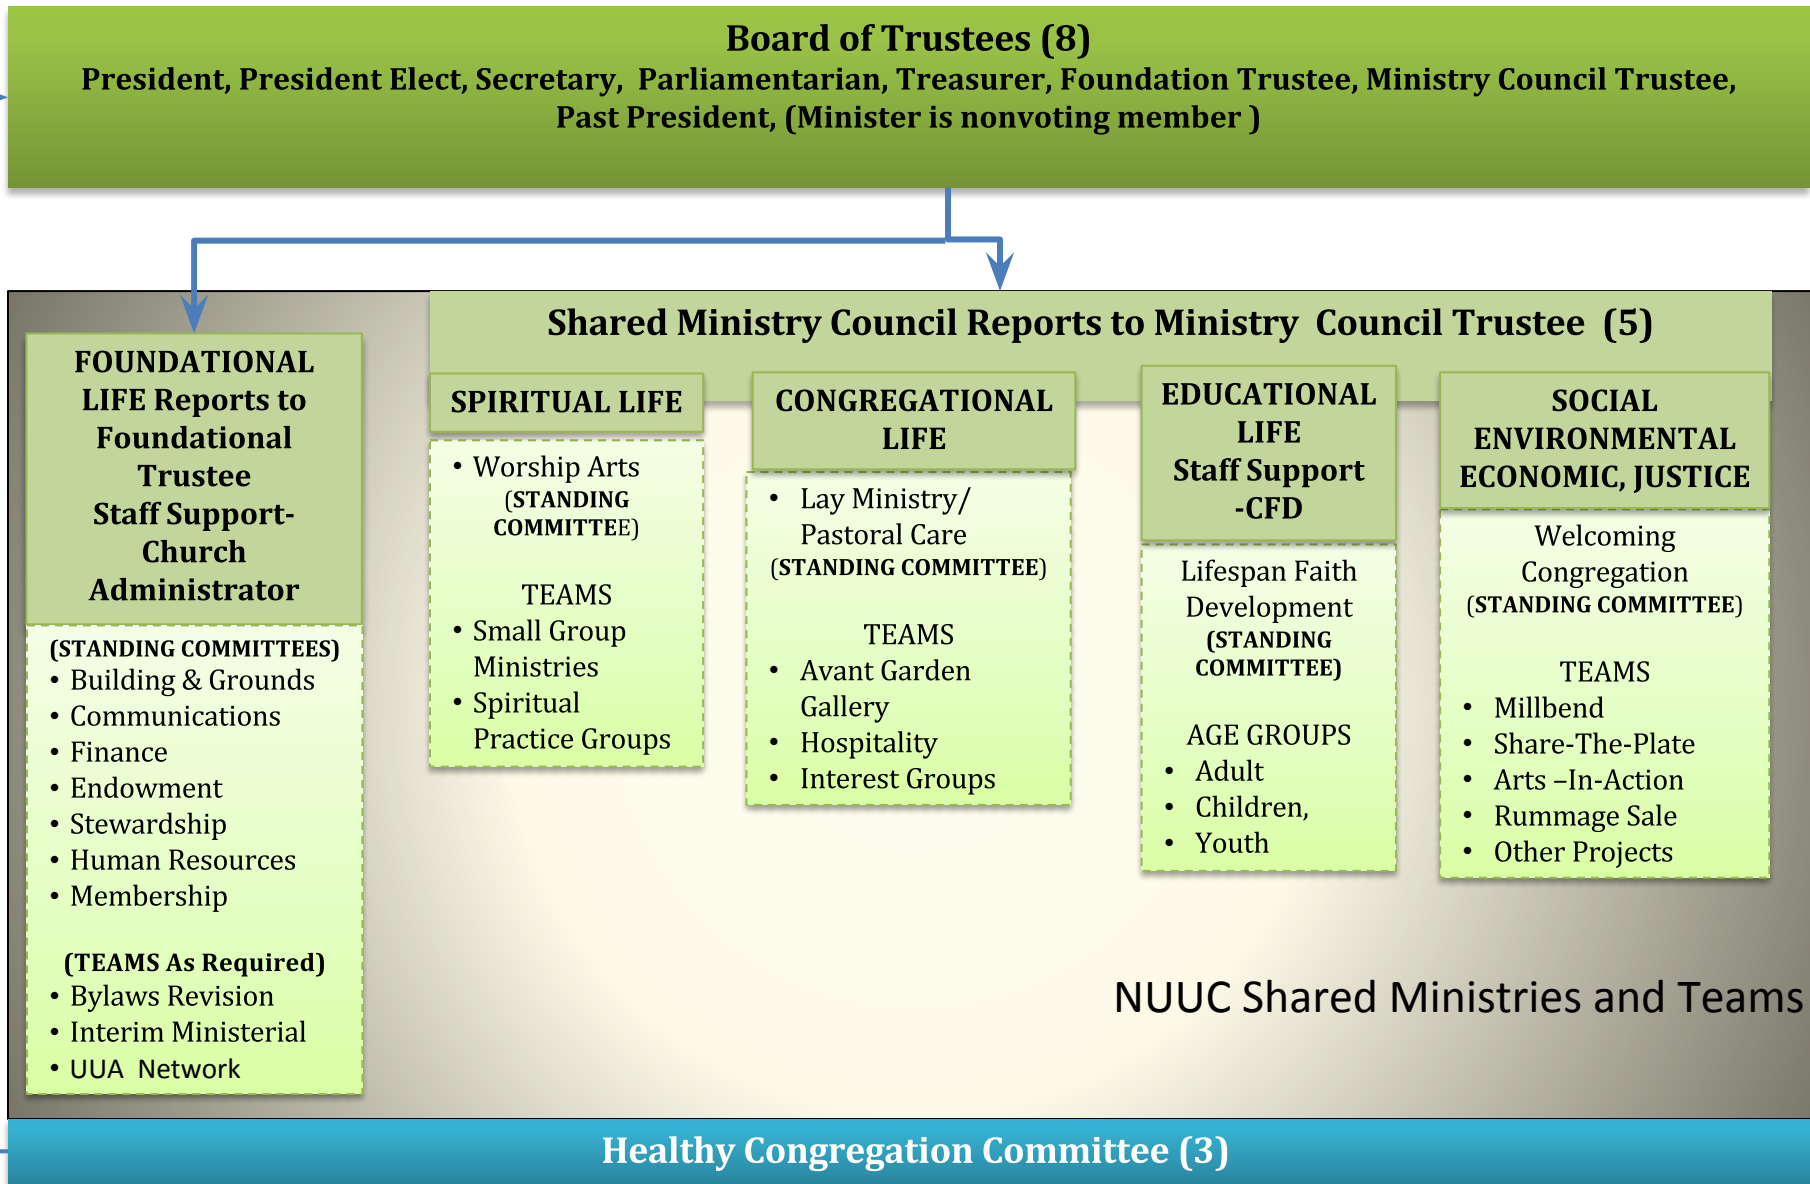 Board of Trustees (8)
President, President Elect, Secretary,  Parliamentarian, Treasurer, Foundation Trustee, Ministry Council Trustee,
Past President, (Minister is nonvoting member )
FOUNDATIONAL
LIFE Reports to
Foundational
Trustee
Staff Support-
Church
Administrator
(STANDING COMMITTEES)
• Building & Grounds
• Communications
• Finance
• Endowment
• Stewardship
• Human Resources
• Membership
(TEAMS As Required)
• Bylaws Revision
• Interim Ministerial
• UUA  Network
Shared Ministry Council Reports to Ministry  Council Trustee  (5)
SPIRITUAL LIFE
• Worship Arts
(STANDING
COMMITTEE)
TEAMS
• Small Group
Ministries
• Spiritual
Practice Groups
CONGREGATIONAL
LIFE
• Lay Ministry/
Pastoral Care
(STANDING COMMITTEE)
TEAMS
• Avant Garden
Gallery
• Hospitality
• Interest Groups
EDUCATIONAL
LIFE
Staff Support
-CFD
Lifespan Faith
Development
(STANDING
COMMITTEE)
AGE GROUPS
• Adult
• Children,
• Youth
SOCIAL
ENVIRONMENTAL
ECONOMIC, JUSTICE
Welcoming
Congregation
(STANDING COMMITTEE)
TEAMS
• Millbend
• Share-The-Plate
• Arts –In-Action
• Rummage Sale
• Other Projects
NUUC Shared Ministries and Teams
Healthy Congregation Committee (3)